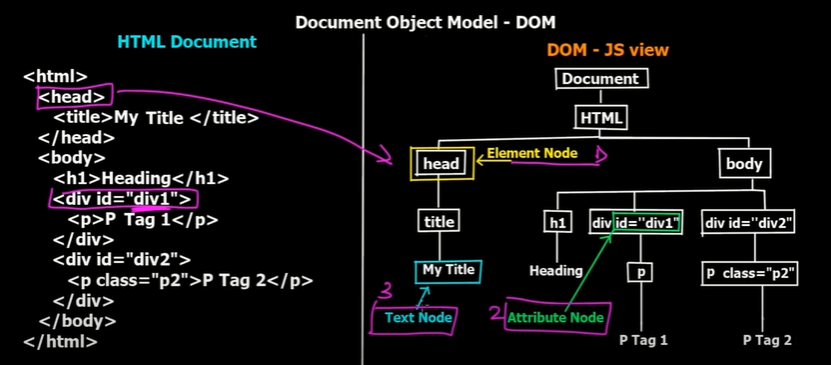 Document Object Model - DOM
HTML Document
<html>
<head>
<title>My Title </title>
</head>
<body>
<h1>Heading</h1>
<div id="div1">
<p>P Tag 1</p>
</div>
<div id="div2">
<p class="p2">P Tag 2</p>
</div>
</body>
</html>
DOM - JS view
Document
HTML
head
Element Node
1
body
title
h1
div id="div1"
div id="div2"
My Title
Heading
p
p class="p2"
3
Text Node
2
Attribute Node
P Tag 1
P Tag 2